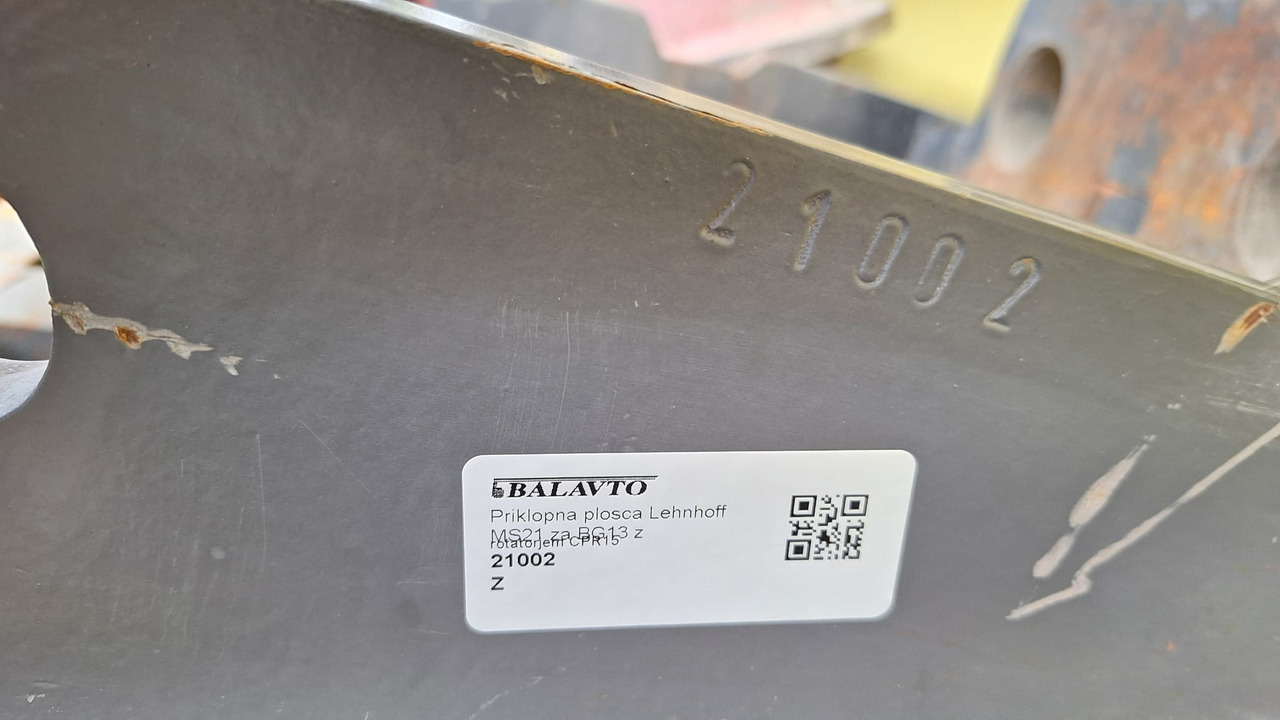 21002
BALAVTO
Priklopna plosca Lehnhoff
MS21 za BG13 z
rotatorjem CPR15
21002
Z